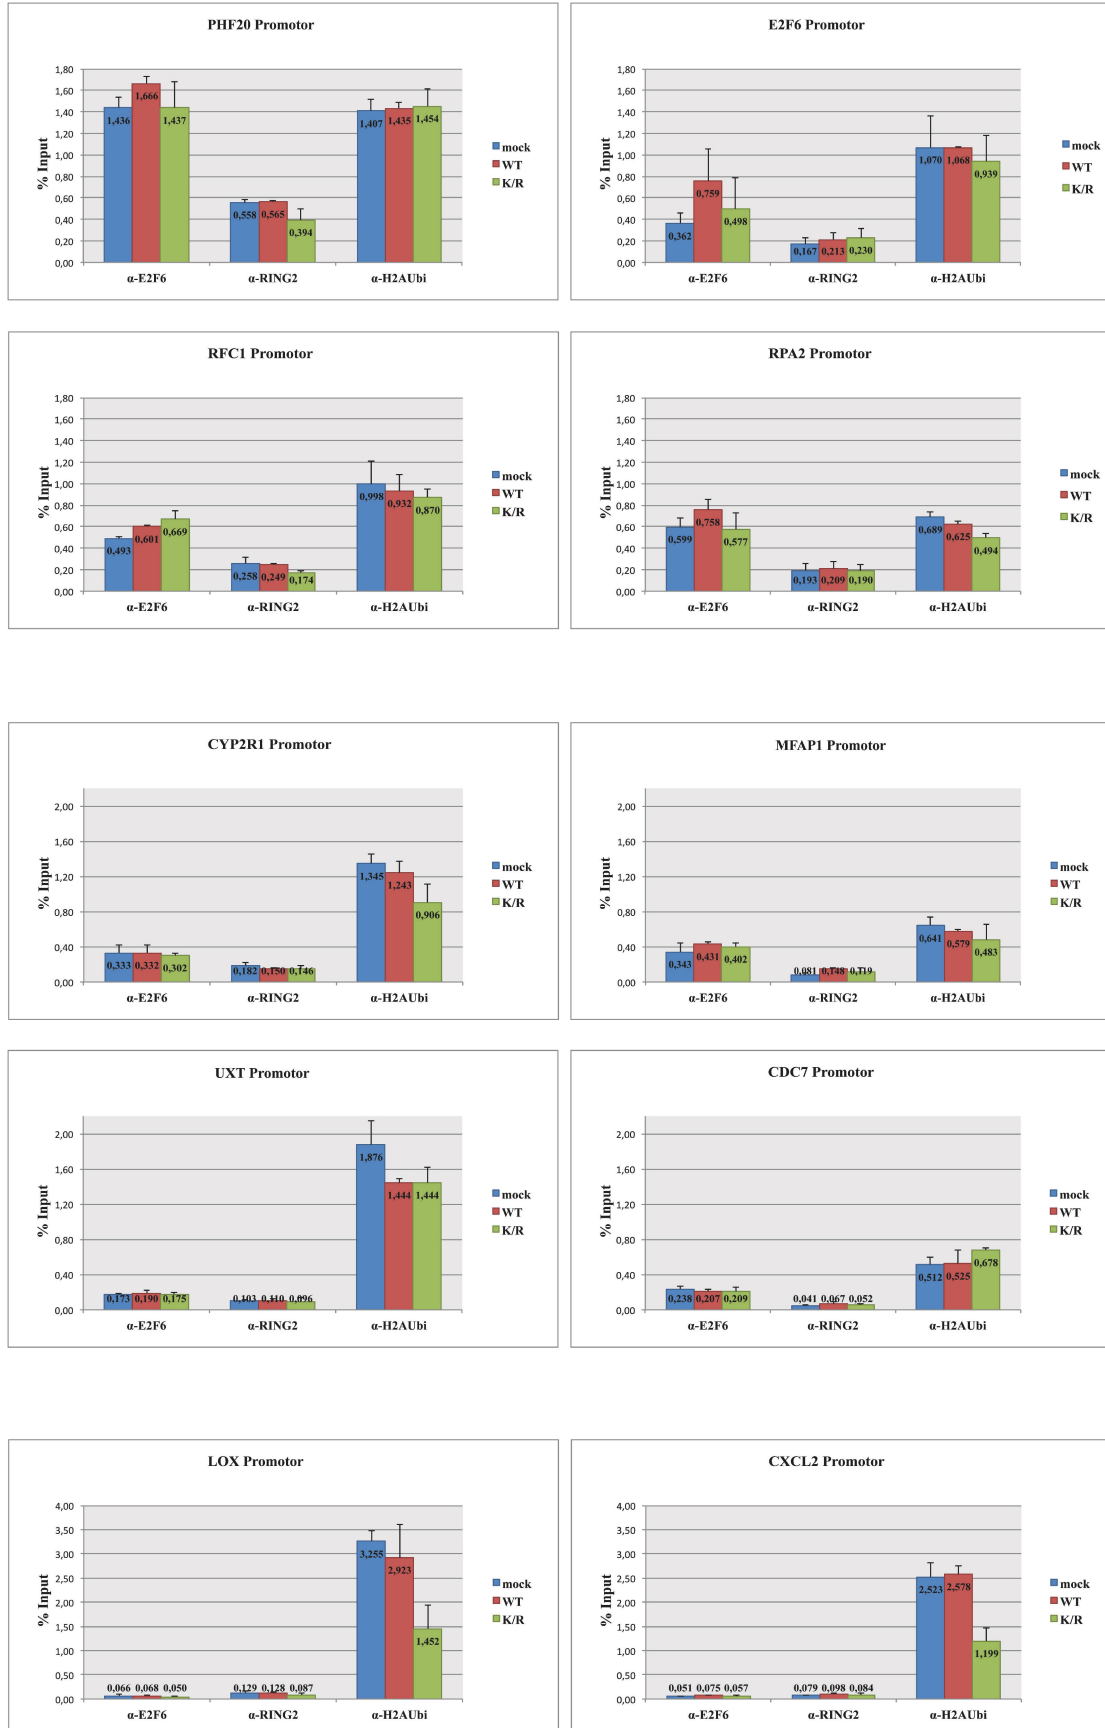 PHF20 Promotor
% Input
1,80
1,60
1,40
1,20
1,00
0,80
0,60
0,40
0,20
0,00
1,436
1,666
1,437
0,558
0,565
0,394
1,407
1,435
1,454
α-E2F6
α-RING2
α-H2AUbi
mock
WT
K/R
E2F6 Promotor
% Input
1,80
1,60
1,40
1,20
1,00
0,80
0,60
0,40
0,20
0,00
0,362
0,759
0,498
0,167
0,213
0,230
1,070
1,068
0,939
α-E2F6
α-RING2
α-H2AUbi
mock
WT
K/R
RFC1 Promotor
% Input
1,80
1,60
1,40
1,20
1,00
0,80
0,60
0,40
0,20
0,00
0,493
0,601
0,669
0,258
0,249
0,174
0,998
0,932
0,870
α-E2F6
α-RING2
α-H2AUbi
mock
WT
K/R
RPA2 Promotor
% Input
1,80
1,60
1,40
1,20
1,00
0,80
0,60
0,40
0,20
0,00
0,599
0,758
0,577
0,193
0,209
0,190
0,689
0,625
0,494
α-E2F6
α-RING2
α-H2AUbi
mock
WT
K/R
CYP2R1 Promotor
% Input
2,00
1,60
1,20
0,80
0,40
0,00
0,333
0,332
0,302
0,182
0,150
0,146
1,345
1,243
0,906
α-E2F6
α-RING2
α-H2AUbi
mock
WT
K/R
MFAP1 Promotor
% Input
2,00
1,60
1,20
0,80
0,40
0,00
0,343
0,431
0,402
0,081
0,148
0,119
0,641
0,579
0,483
α-E2F6
α-RING2
α-H2AUbi
mock
WT
K/R
UXT Promotor
% Input
2,00
1,60
1,20
0,80
0,40
0,00
0,173
0,190
0,175
0,103
0,110
0,096
1,876
1,444
1,444
α-E2F6
α-RING2
α-H2AUbi
mock
WT
K/R
CDC7 Promotor
% Input
2,00
1,60
1,20
0,80
0,40
0,00
0,238
0,207
0,209
0,041
0,067
0,052
0,512
0,525
0,678
α-E2F6
α-RING2
α-H2AUbi
mock
WT
K/R
LOX Promotor
% Input
4,00
3,50
3,00
2,50
2,00
1,50
1,00
0,50
0,00
0,066
0,068
0,050
0,129
0,128
0,087
3,255
2,923
1,452
α-E2F6
α-RING2
α-H2AUbi
mock
WT
K/R
CXCL2 Promotor
% Input
4,00
3,50
3,00
2,50
2,00
1,50
1,00
0,50
0,00
0,051
0,075
0,057
0,079
0,098
0,084
2,523
2,578
1,199
α-E2F6
α-RING2
α-H2AUbi
mock
WT
K/R